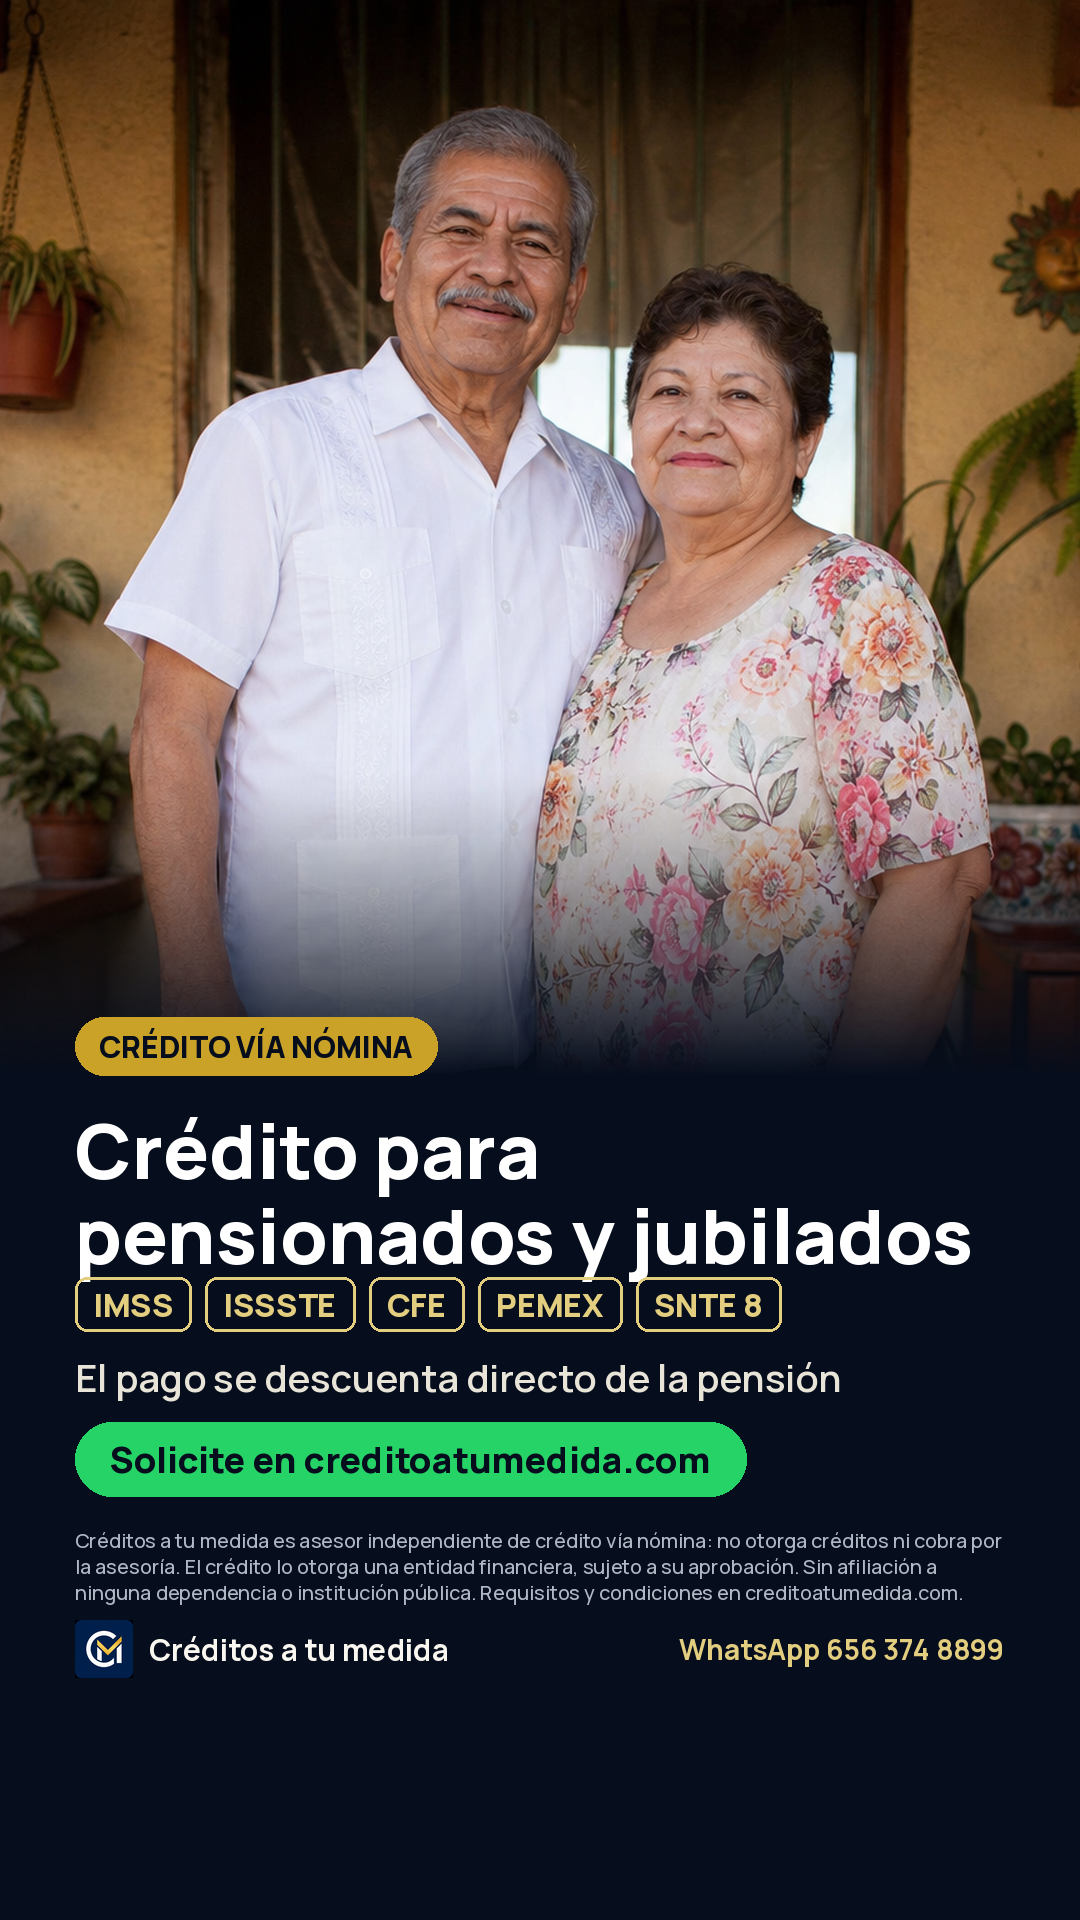 CRÉDITO VÍA NÓMINA
Crédito para
pensionados y jubilados
IMSS ISSSTE CFE PEMEX SNTE 8
El pago se descuenta directo de la pensión
Solicite en creditoatumedida.com
Créditos a tu medida es asesor independiente de crédito vía nómina: no otorga créditos ni cobra por
la asesoría. El crédito lo otorga una entidad financiera, sujeto a su aprobación. Sin afiliación a
ninguna dependencia o institución pública. Requisitos y condiciones en creditoatumedida.com.
Créditos a tu medida WhatsApp 656 374 8899